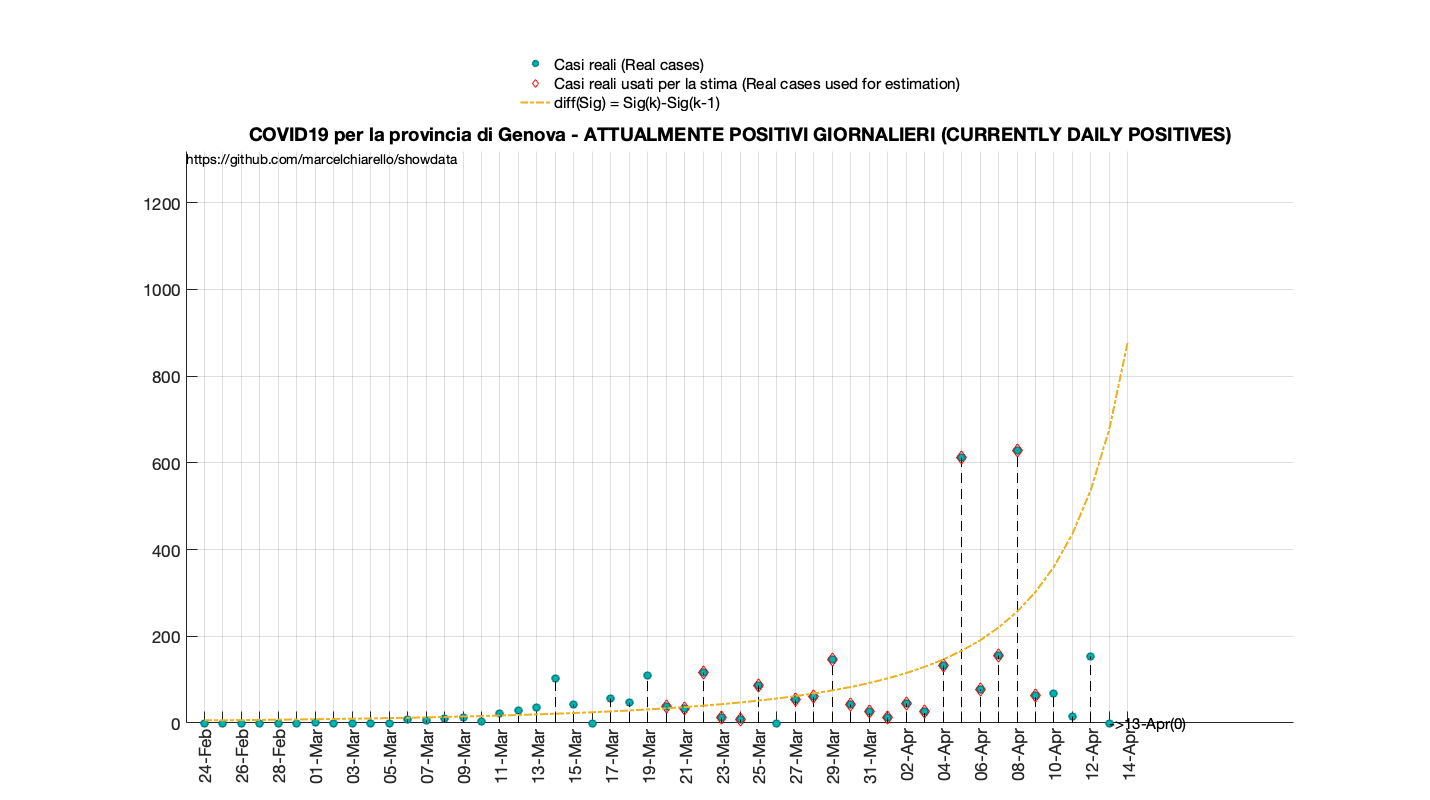 Casi reali (Real cases)
Casi reali usati per la stima (Real cases used for estimation)
diff(Sig) = Sig(k)-Sig(k-1)
COVID19 per la provincia di Genova - ATTUALMENTE POSITIVI GIORNALIERI (CURRENTLY DAILY POSITIVES)
https://github.com/marcelchiarello/showdata
1200
1000
800
600
400
200
0
->13-Apr(0)
24-Feb
26-Feb
28-Feb
01-Mar
03-Mar
05-Mar
07-Mar
09-Mar
11-Mar
13-Mar
15-Mar
17-Mar
19-Mar
21-Mar
23-Mar
25-Mar
27-Mar
29-Mar
31-Mar
02-Apr
04-Apr
06-Apr
08-Apr
10-Apr
12-Apr
14-Apr